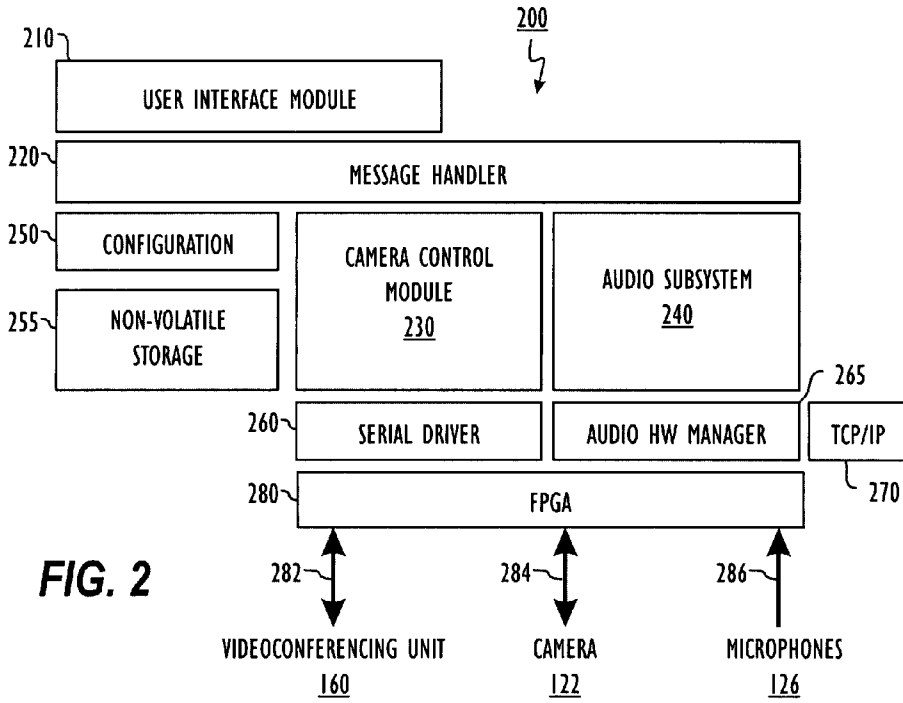 200
210
USER INTERFACE MODULE
220
MESSAGE HANDLER
250
CONFIGURATION
CAMERA CONTROL
MODULE
230
AUDIO SUBSYSTEM
240
255
NON-VOLATILE
STORAGE
265
260
SERIAL DRIVER
AUDIO HW MANAGER
TCP/IP
270
280
FPGA
FIG. 2
282
284
286
VIDEOCONFERENCING UNIT
160
CAMERA
122
MICROPHONES
126